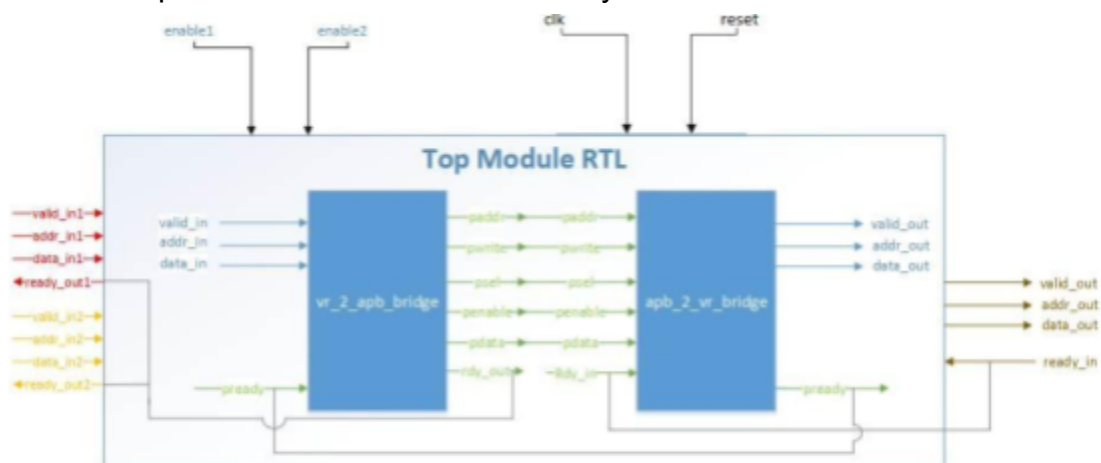 enable1 enable2 clk reset
Top Module RTL
valid_in1
addr_in1
data_in1
ready_out1
valid_in2
addr_in2
data_in2
ready_out2
valid_in
addr_in
data_in
pready
vr_2_apb_bridge
paddr paddr
pwrite pwrite
psel psel
penable penable
pdata pdata
rdy_out Rdy_in
apb_2_vr_bridge
valid_out
addr_out
data_out
pready
valid_out
addr_out
data_out
ready_in